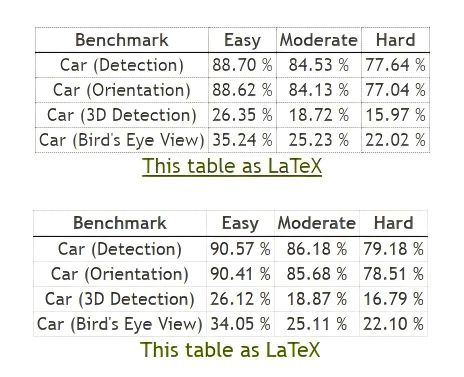 Benchmark Easy Moderate Hard
Car (Detection) 88.70 % 84.53 % 77.64 %
Car (Orientation) 88.62 % 84.13 % 77.04 %
Car (3D Detection) 26.35 % 18.72 % 15.97 %
Car (Bird's Eye View) 35.24 % 25.23 % 22.02 %
This table as LaTeX
Benchmark Easy Moderate Hard
Car (Detection) 90.57 % 86.18 % 79.18 %
Car (Orientation) 90.41 % 85.68 % 78.51 %
Car (3D Detection) 26.12 % 18.87 % 16.79 %
Car (Bird's Eye View) 34.05 % 25.11 % 22.10 %
This table as LaTeX